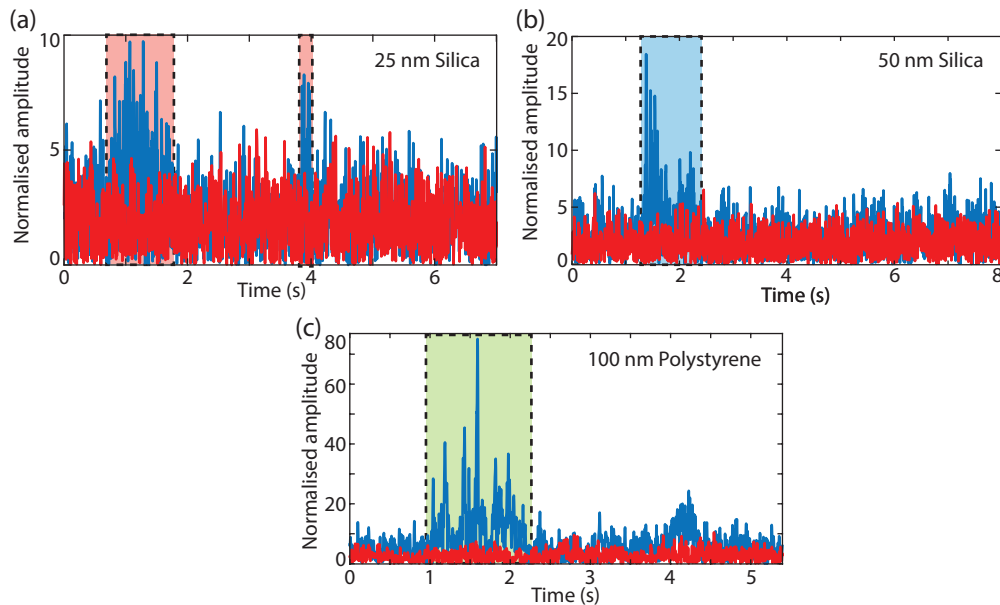 (a)
25 nm Silica
Normalised amplitude
10
5
0
0 2 4 6
Time (s)
(b)
50 nm Silica
Normalised amplitude
20
15
10
5
0
0 2 4 6 8
Time (s)
(c)
100 nm Polystyrene
Normalised amplitude
80
60
40
20
0
0 1 2 3 4 5
Time (s)